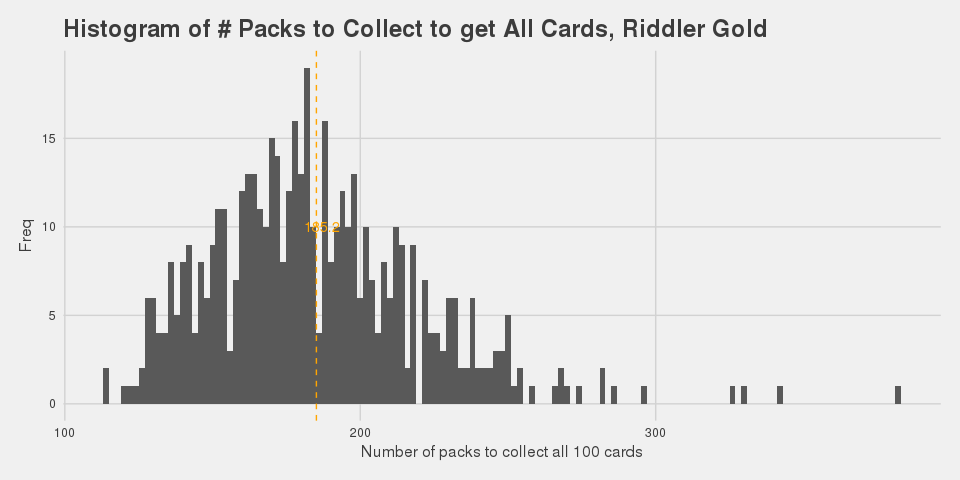 Histogram of # Packs to Collect to get All Cards, Riddler Gold
15
10
5
0
Freq
185.2
100 200 300
Number of packs to collect all 100 cards